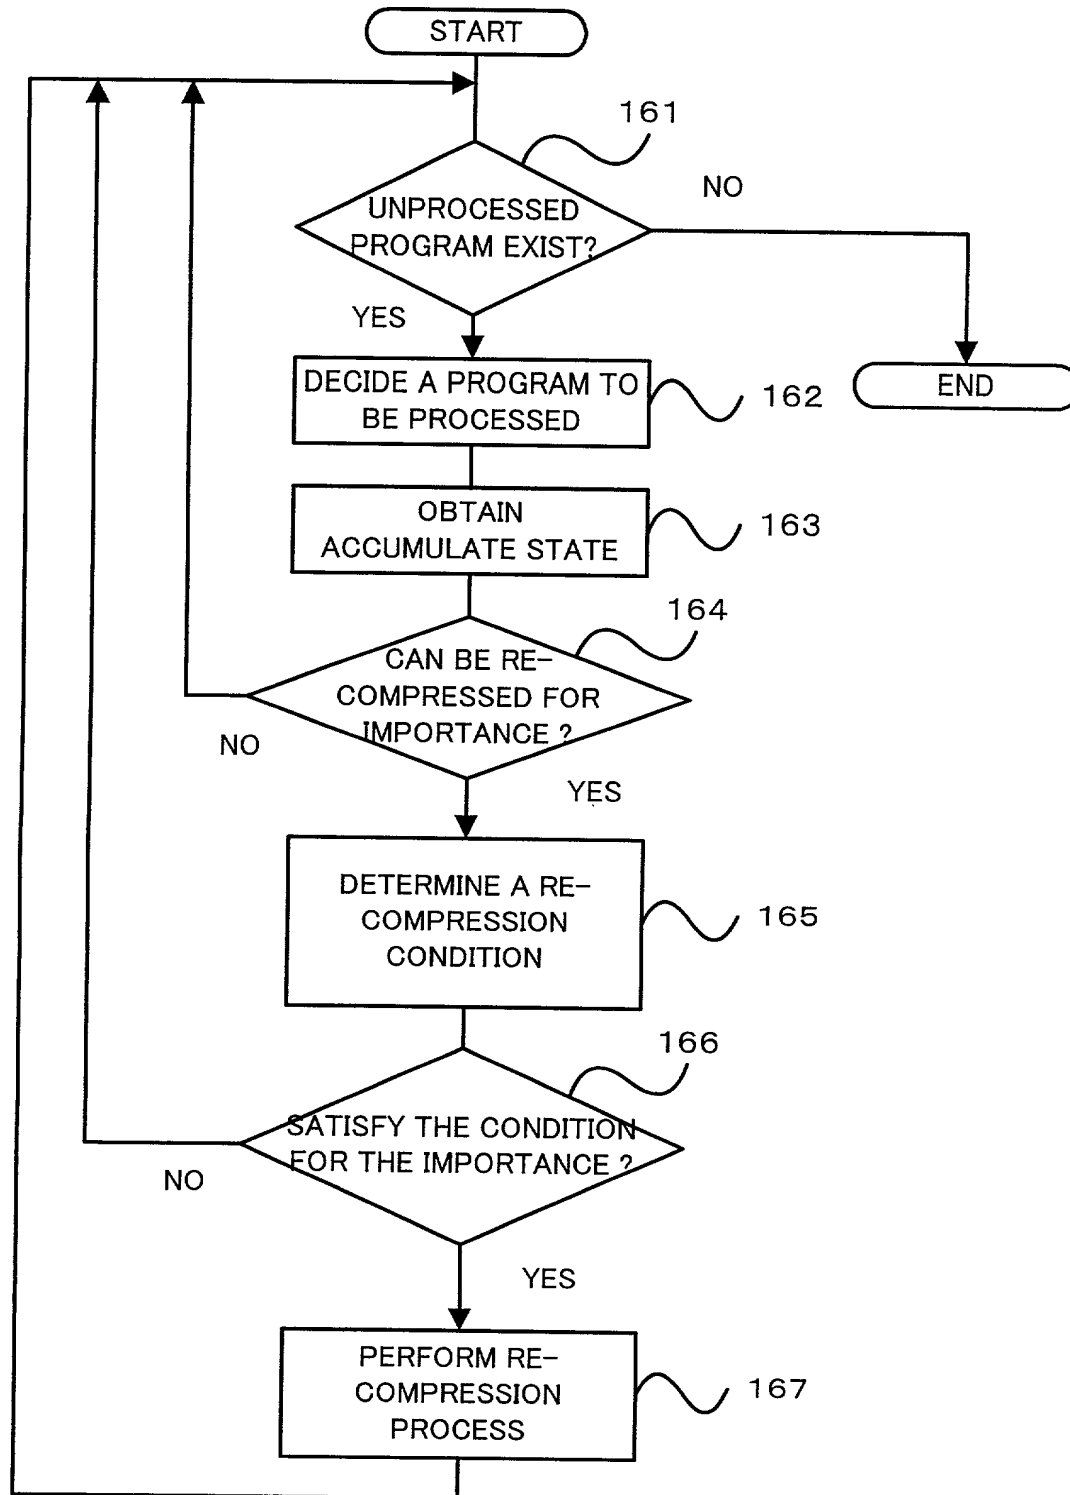 START
161
NO
UNPROCESSED
PROGRAM EXIST?
YES
DECIDE A PROGRAM TO
BE PROCESSED
162
END
OBTAIN
ACCUMULATE STATE
163
164
CAN BE RE-
COMPRESSED FOR
IMPORTANCE ?
NO
YES
DETERMINE A RE-
COMPRESSION
CONDITION
165
166
SATISFY THE CONDITION
FOR THE IMPORTANCE ?
NO
YES
PERFORM RE-
COMPRESSION
PROCESS
167